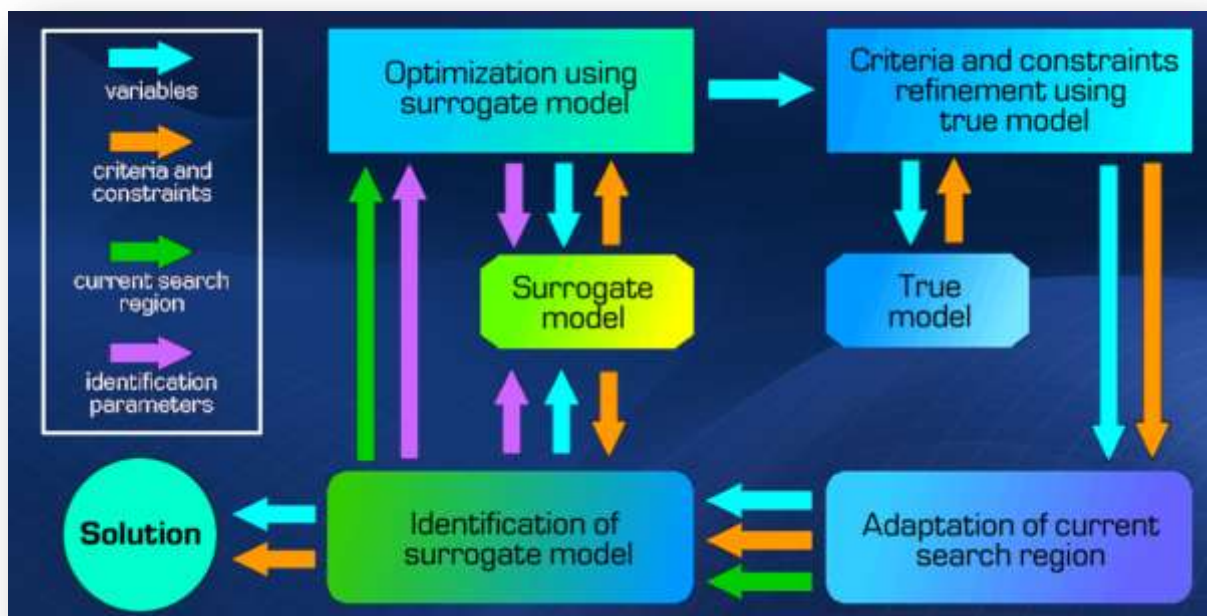 variables
criteria and
constraints
current search
region
identification
parameters
Optimization using
surrogate model
Criteria and constraints
refinement using
true model
Surrogate
model
True
model
Solution
Identification of
surrogate model
Adaptation of current
search region